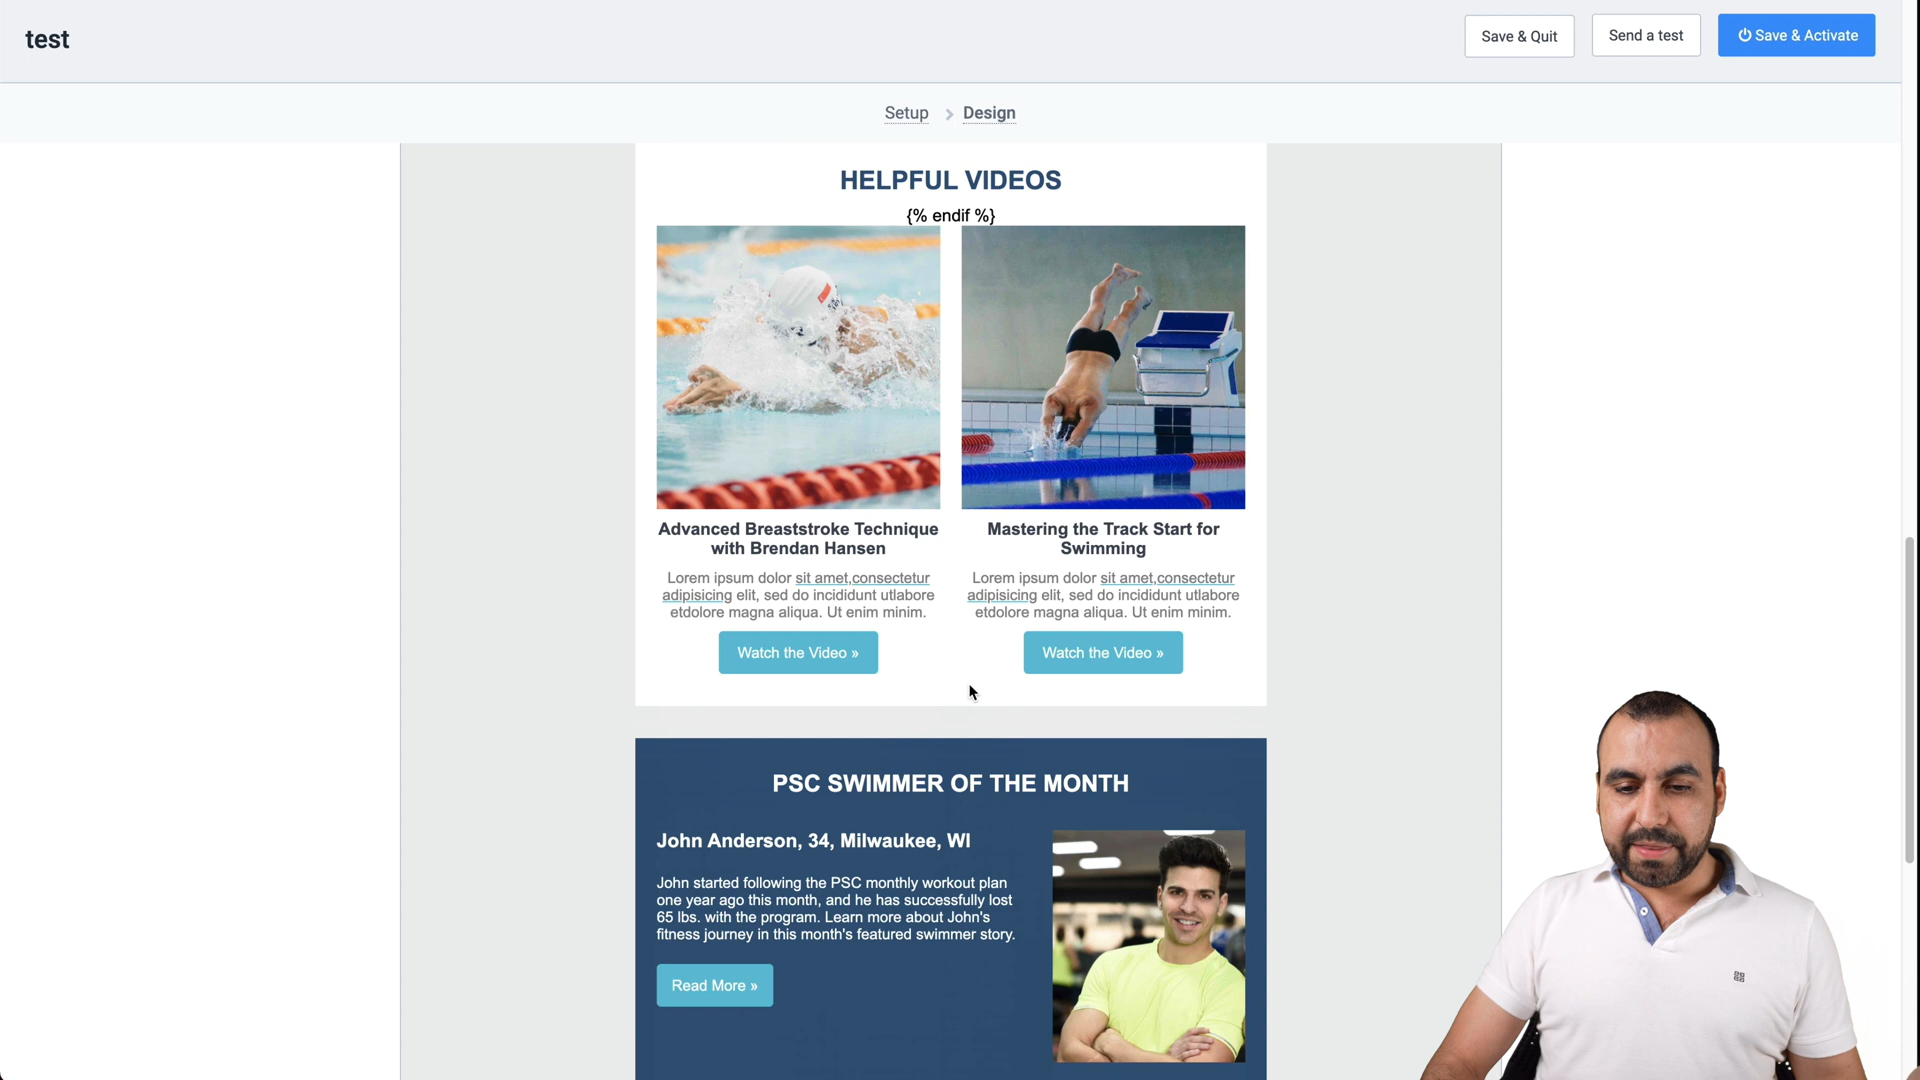 test
Save & Quit
Send a test
Save & Activate
Setup
Design
HELPFUL VIDEOS
{% endif %}
Advanced Breaststroke Technique
with Brendan Hansen
Lorem ipsum dolor sit amet,consectetur
adipisicing elit, sed do incididunt utlabore
etdolore magna aliqua. Ut enim minim.
Watch the Video »
Mastering the Track Start for
Swimming
Lorem ipsum dolor sit amet,consectetur
adipisicing elit, sed do incididunt utlabore
etdolore magna aliqua. Ut enim minim.
Watch the Video »
PSC SWIMMER OF THE MONTH
John Anderson, 34, Milwaukee, WI
John started following the PSC monthly workout plan
one year ago this month, and he has successfully lost
65 lbs. with the program. Learn more about John's
fitness journey in this month's featured swimmer story.
Read More »